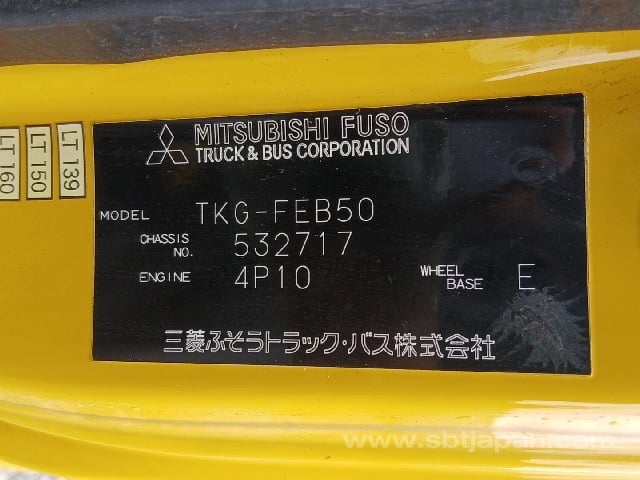 LT 160
LT 150
LT 139
MITSUBISHI FUSO
TRUCK & BUS CORPORATION
MODEL TKG-FEB50
CHASSIS NO. 532717
ENGINE 4P10 WHEEL BASE E
三菱ふそうトラック・バス株式会社
www.sbtjapan.com